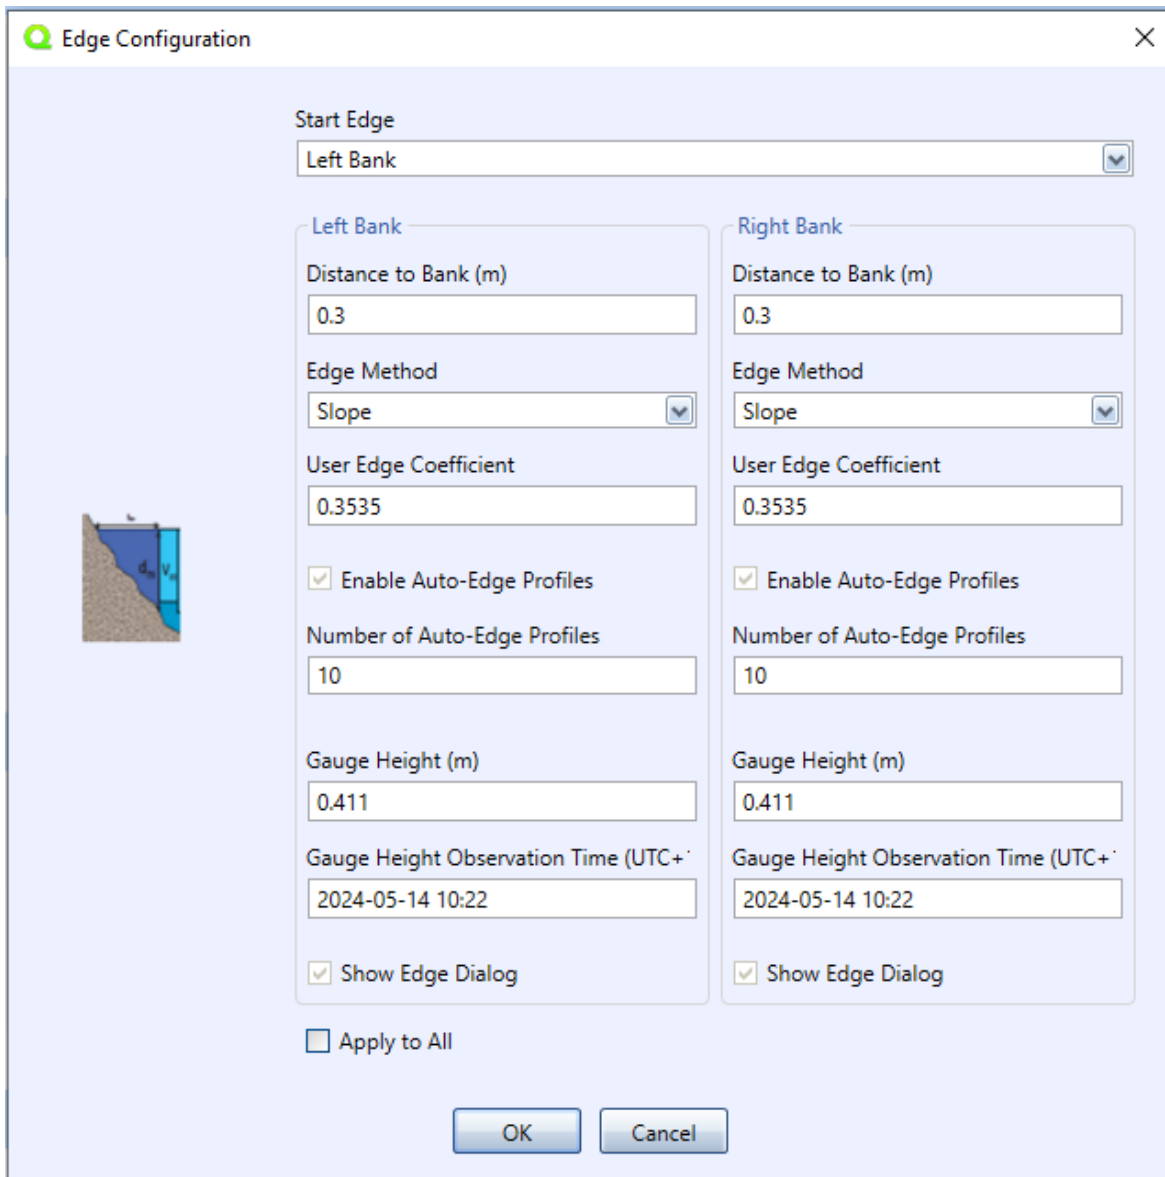 Edge Configuration
Start Edge
Left Bank
Left Bank
Distance to Bank (m)
0.3
Edge Method
Slope
User Edge Coefficient
0.3535
Enable Auto-Edge Profiles
Number of Auto-Edge Profiles
10
Gauge Height (m)
0.411
Gauge Height Observation Time (UTC+
2024-05-14 10:22
Show Edge Dialog
Right Bank
Distance to Bank (m)
0.3
Edge Method
Slope
User Edge Coefficient
0.3535
Enable Auto-Edge Profiles
Number of Auto-Edge Profiles
10
Gauge Height (m)
0.411
Gauge Height Observation Time (UTC+
2024-05-14 10:22
Show Edge Dialog
Apply to All
OK
Cancel